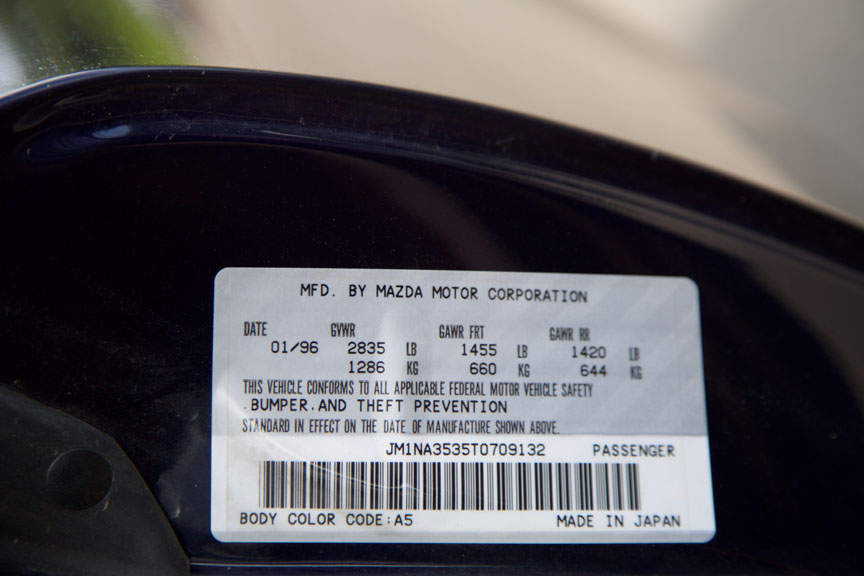 MFD. BY MAZDA MOTOR CORPORATION
DATE GVWR GAWR FRT GAWR RR
01/96 2835 LB 1455 LB 1420 LB
1286 KG 660 KG 644 KG
THIS VEHICLE CONFORMS TO ALL APPLICABLE FEDERAL MOTOR VEHICLE SAFETY
.BUMPER.AND THEFT PREVENTION
STANDARD IN EFFECT ON THE DATE OF MANUFACTURE SHOWN ABOVE.
JM1NA3535T0709132 PASSENGER
BODY COLOR CODE:A5 MADE IN JAPAN